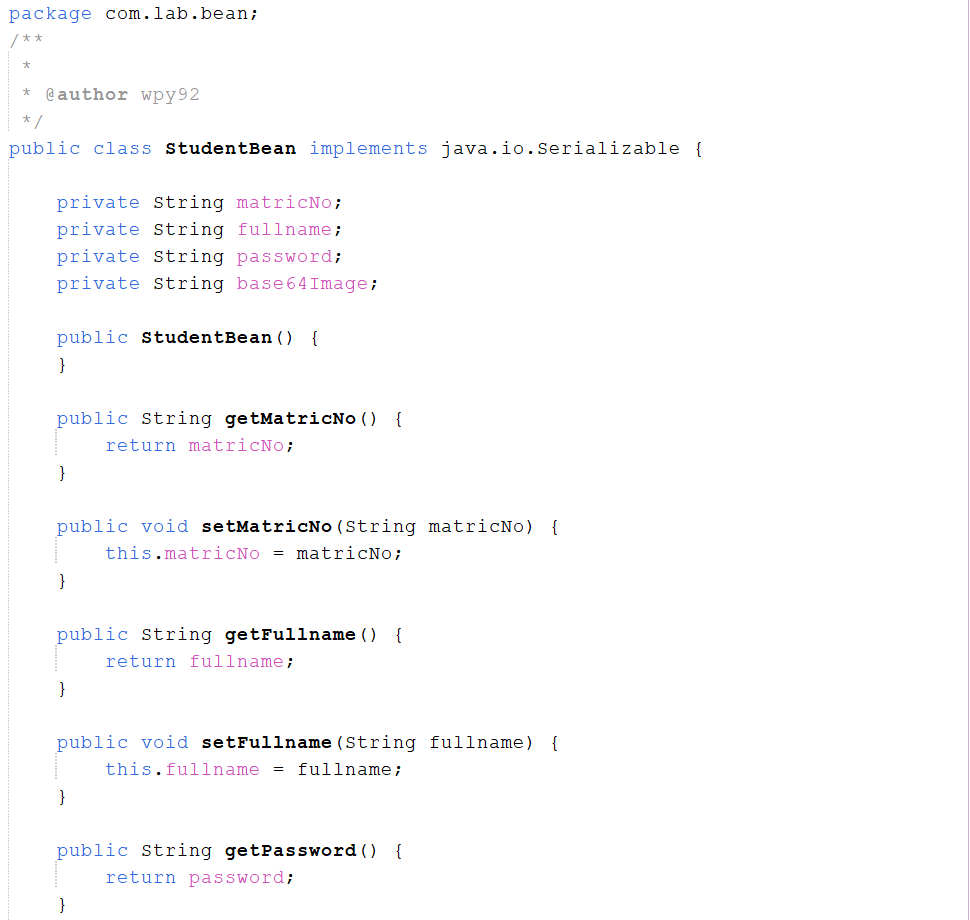 package com.lab.bean;
/**
 *
 * @author wpy92
 */
public class StudentBean implements java.io.Serializable {

    private String matricNo;
    private String fullname;
    private String password;
    private String base64Image;

    public StudentBean() {
    }

    public String getMatricNo() {
        return matricNo;
    }

    public void setMatricNo(String matricNo) {
        this.matricNo = matricNo;
    }

    public String getFullname() {
        return fullname;
    }

    public void setFullname(String fullname) {
        this.fullname = fullname;
    }

    public String getPassword() {
        return password;
    }